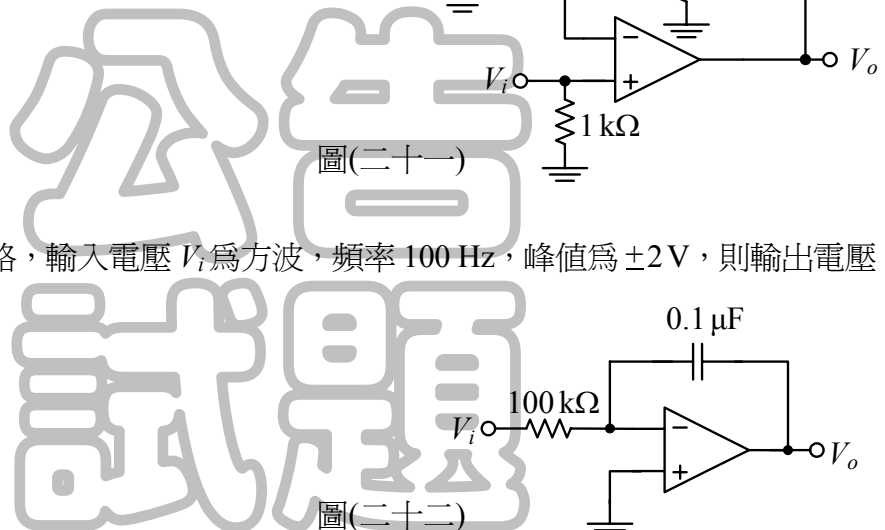 Vo
Vi
1 kΩ
圖(二十一)
路，輸入電壓 Vi 為方波，頻率 100 Hz，峰值為 ±2V，則輸出電壓
0.1 μF
100 kΩ
Vi
Vo
圖(二十二)
公告
試題